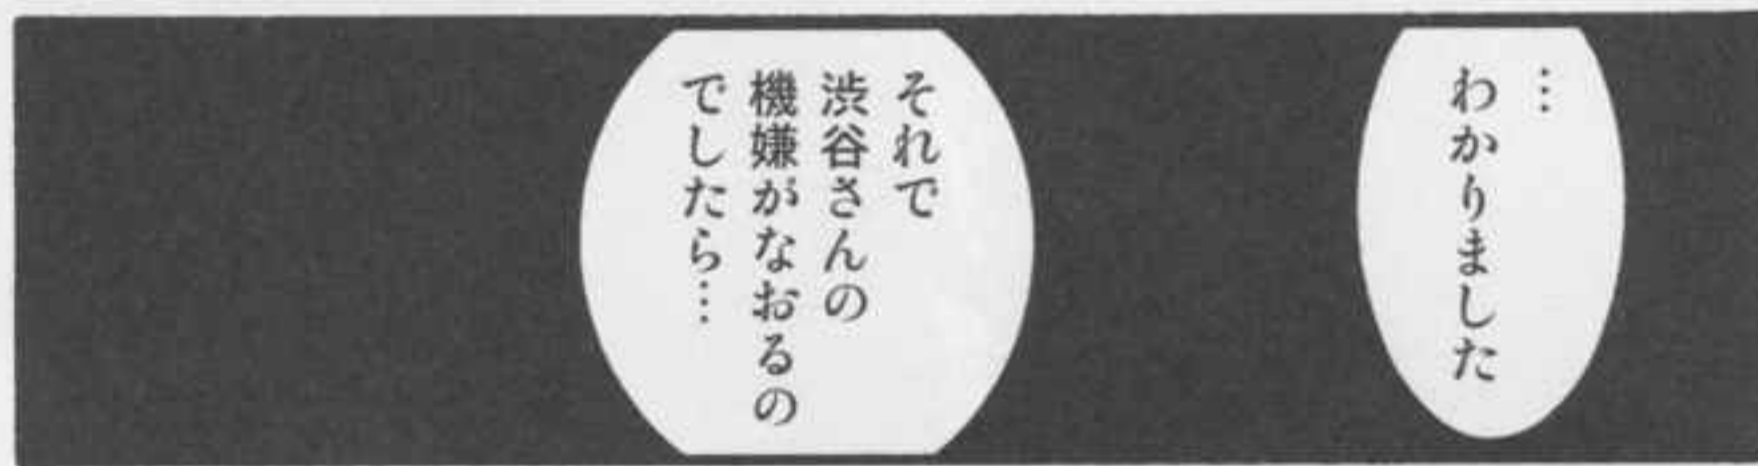 …
わかりました
それで
渋谷さんの
機嫌がなおるの
でしたら…